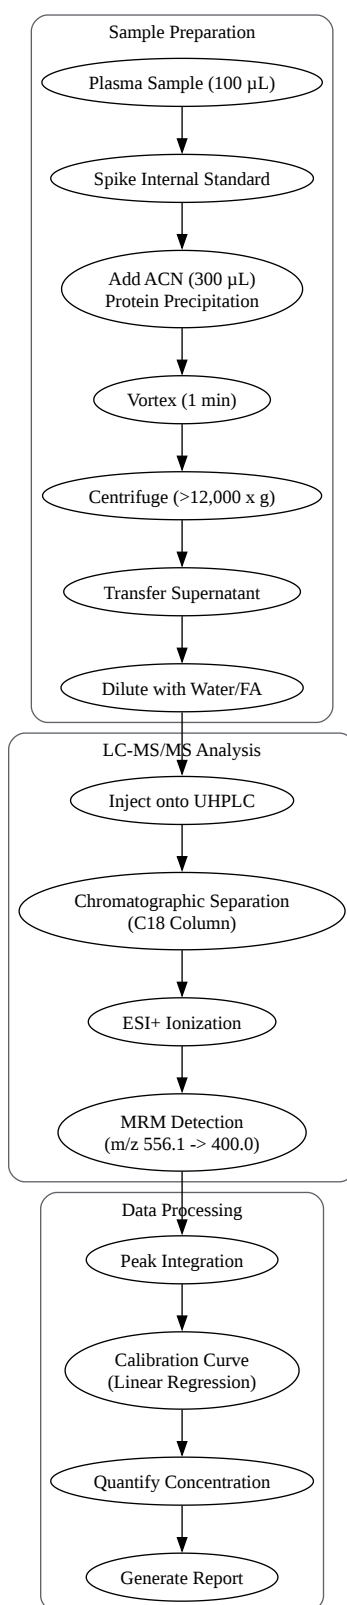 Sample Preparation
Plasma Sample (100 µL)
Spike Internal Standard
Add ACN (300 µL)
Protein Precipitation
Vortex (1 min)
Centrifuge (>12,000 x g)
Transfer Supernatant
Dilute with Water/FA
LC-MS/MS Analysis
Inject onto UHPLC
Chromatographic Separation
(C18 Column)
ESI+ Ionization
MRM Detection
(m/z 556.1 -> 400.0)
Data Processing
Peak Integration
Calibration Curve
(Linear Regression)
Quantify Concentration
Generate Report